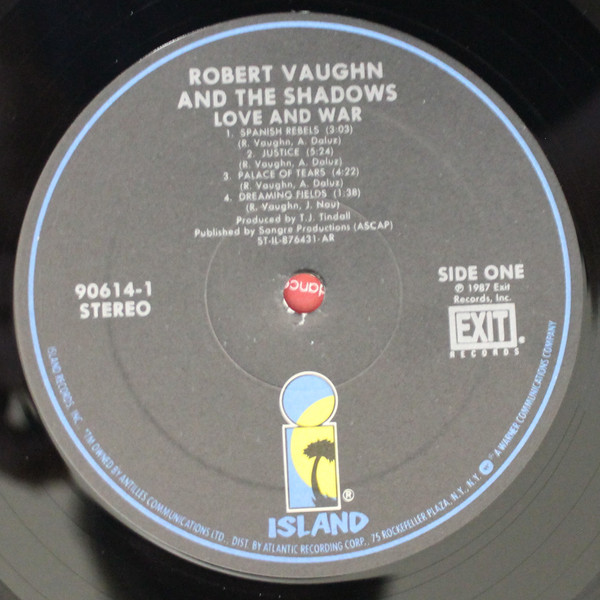 ROBERT VAUGHN
AND THE SHADOWS
LOVE AND WAR
1. SPANISH REBELS (3:03)
(R. Vaughn, A. Daluz)
2. JUSTICE (5:24)
(R. Vaughn, A. Daluz)
3. PALACE OF TEARS (4:22)
(R. Vaughn, A. Daluz)
4. DREAMING FIELDS (1:38)
(R. Vaughn, J. Nau)
Produced by T.J. Tindall
Published by Songre Productions (ASCAP)
ST-IL-876431-AR
90614-1
STEREO
SIDE ONE
℗ 1987 Exit
Records, Inc.
EXIT.
RECORDS
danc
®
ISLAND
ISLAND RECORDS, INC. ™ OWNED BY ANTILLES COMMUNICATIONS LTD., DIST. BY ATLANTIC RECORDING CORP., 75 ROCKEFELLER PLAZA, N.Y., N.Y. A WARNER COMMUNICATIONS COMPANY